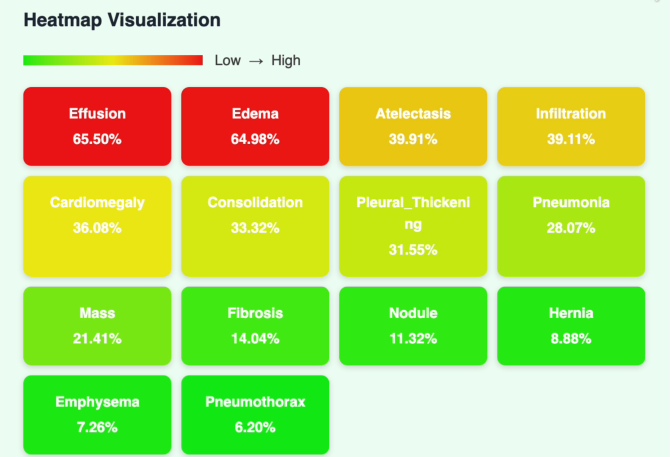 Heatmap Visualization
Low → High
Effusion
65.50%
Edema
64.98%
Atelectasis
39.91%
Infiltration
39.11%
Cardiomegaly
36.08%
Consolidation
33.32%
Pleural_Thickeni
ng
31.55%
Pneumonia
28.07%
Mass
21.41%
Fibrosis
14.04%
Nodule
11.32%
Hernia
8.88%
Emphysema
7.26%
Pneumothorax
6.20%